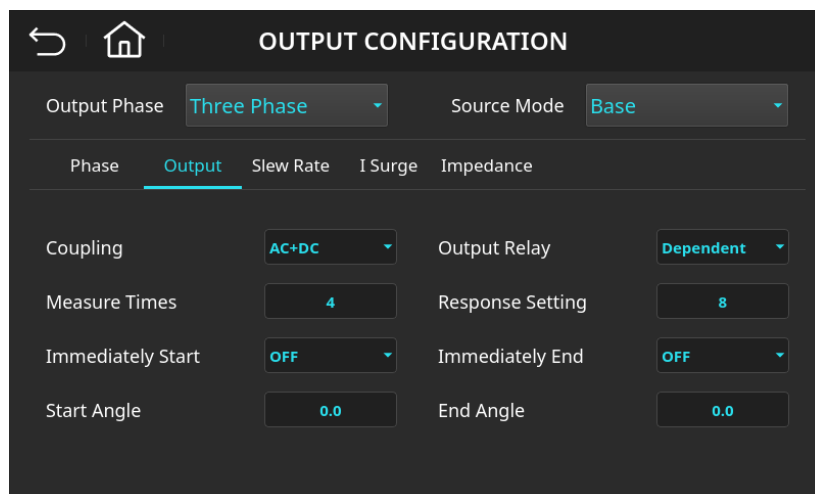 OUTPUT CONFIGURATION
Output Phase Three Phase Source Mode Base
Phase Output Slew Rate I Surge Impedance
Coupling AC+DC Output Relay Dependent
Measure Times 4 Response Setting 8
Immediately Start OFF Immediately End OFF
Start Angle 0.0 End Angle 0.0